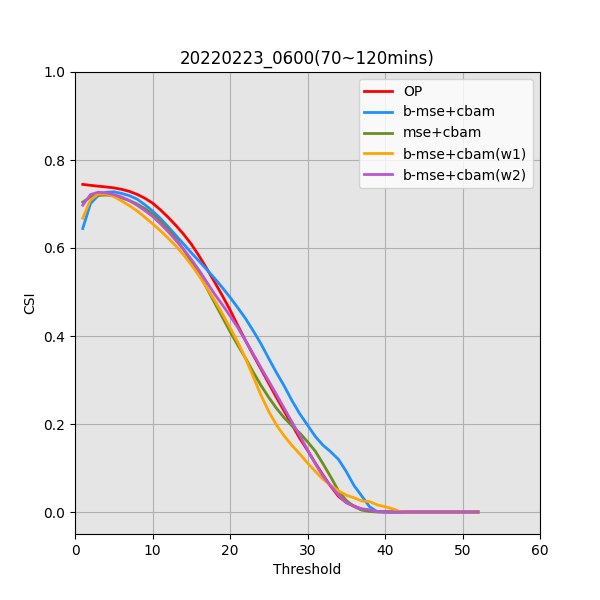 20220223_0600(70~120mins)
1.0
0.8
0.6
0.4
0.2
0.0
CSI
OP
b-mse+cbam
mse+cbam
b-mse+cbam(w1)
b-mse+cbam(w2)
0 10 20 30 40 50 60
Threshold